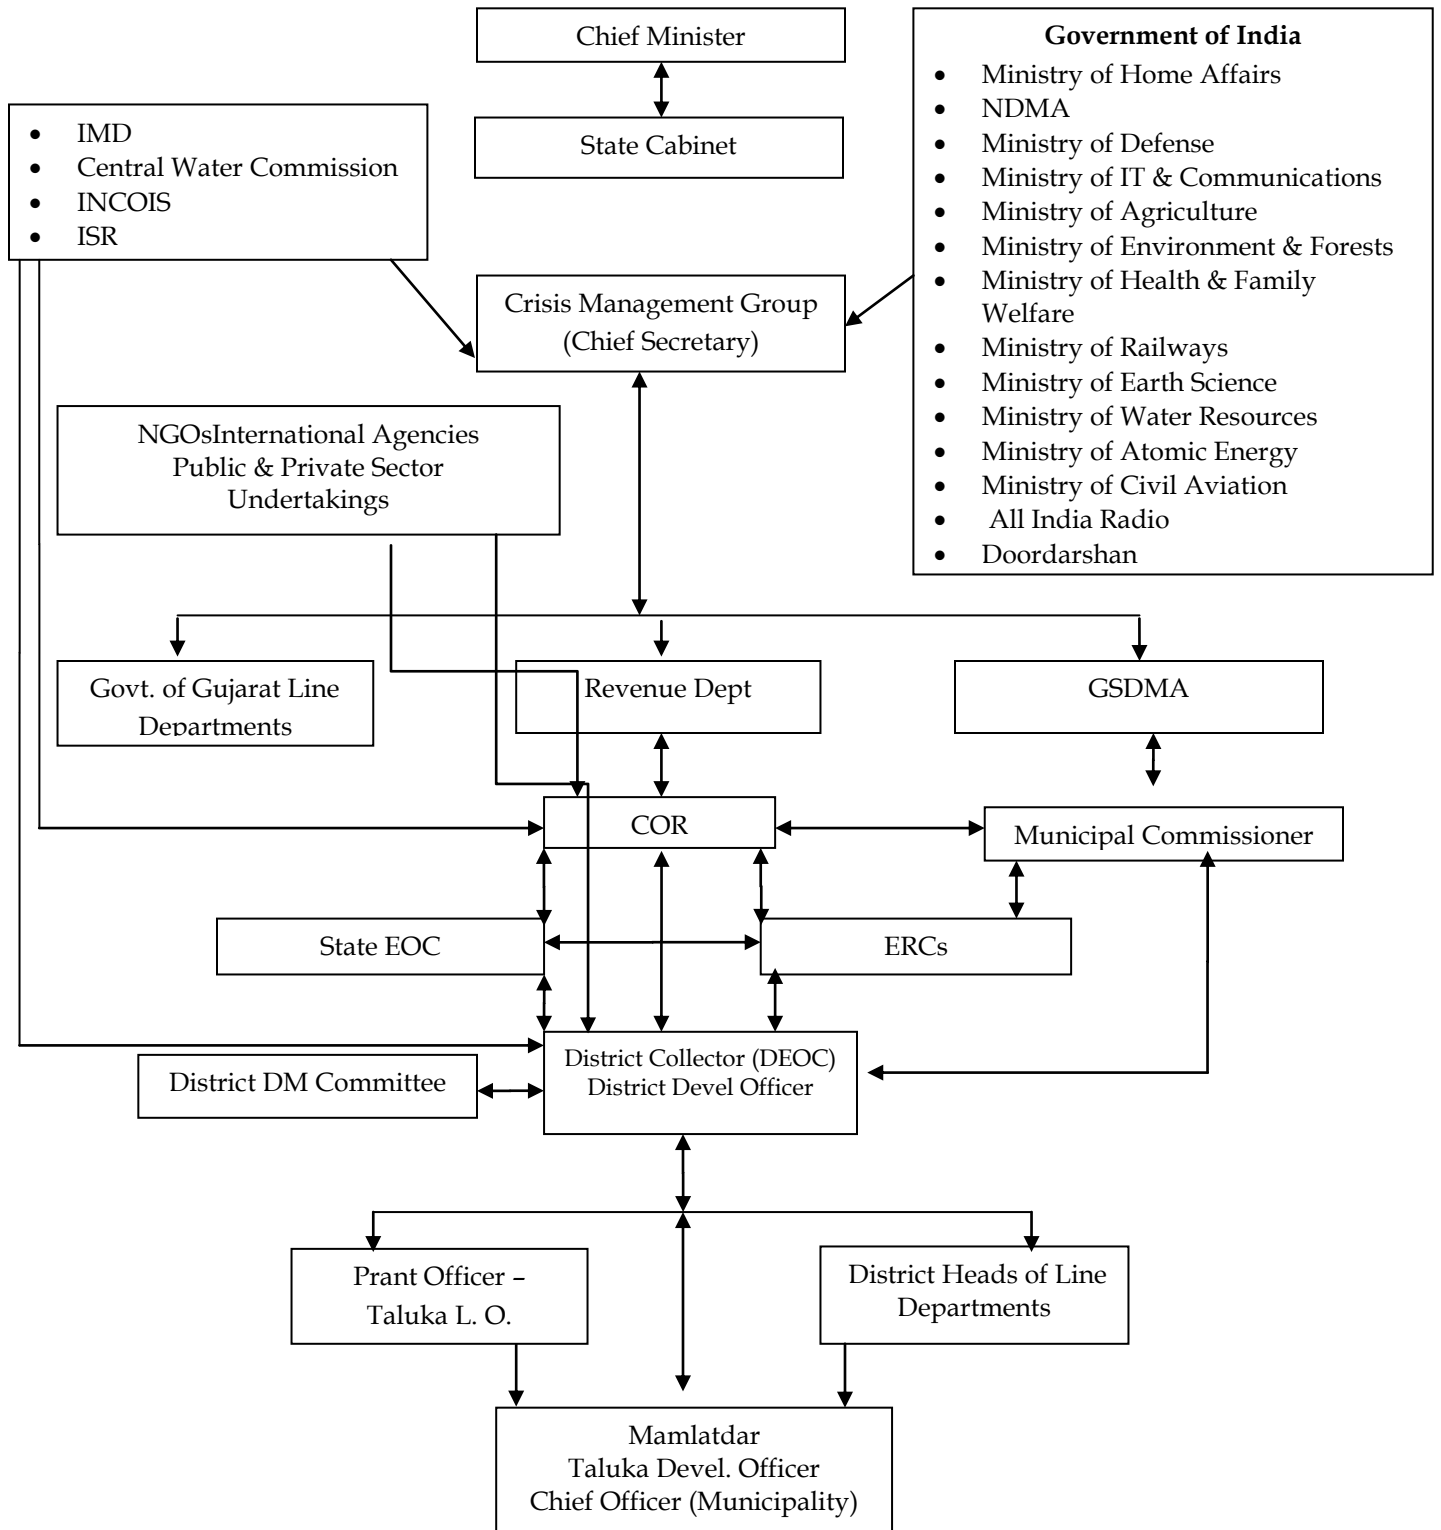 Chief Minister
State Cabinet
Government of India
• Ministry of Home Affairs
• NDMA
• Ministry of Defense
• Ministry of IT & Communications
• Ministry of Agriculture
• Ministry of Environment & Forests
• Ministry of Health & Family
Welfare
• Ministry of Railways
• Ministry of Earth Science
• Ministry of Water Resources
• Ministry of Atomic Energy
• Ministry of Civil Aviation
• All India Radio
• Doordarshan
• IMD
• Central Water Commission
• INCOIS
• ISR
Crisis Management Group
(Chief Secretary)
NGOsInternational Agencies
Public & Private Sector
Undertakings
Govt. of Gujarat Line
Departments
Revenue Dept
GSDMA
COR
Municipal Commissioner
State EOC
ERCs
District DM Committee
District Collector (DEOC)
District Devel Officer
Prant Officer –
Taluka L. O.
District Heads of Line
Departments
Mamlatdar
Taluka Devel. Officer
Chief Officer (Municipality)